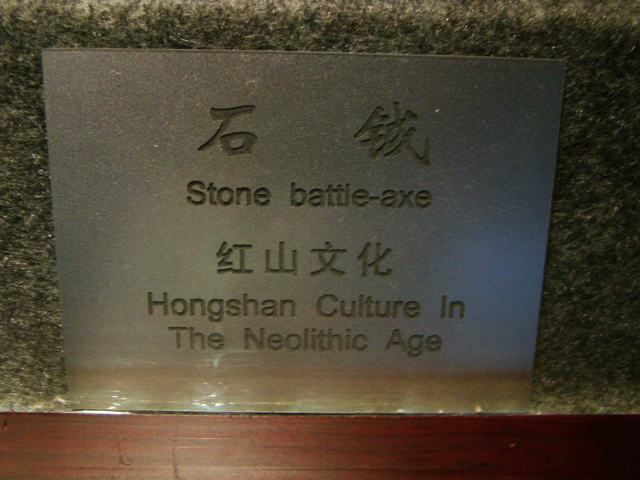 石 钺
Stone battle-axe
红山文化
Hongshan Culture In
The Neolithic Age